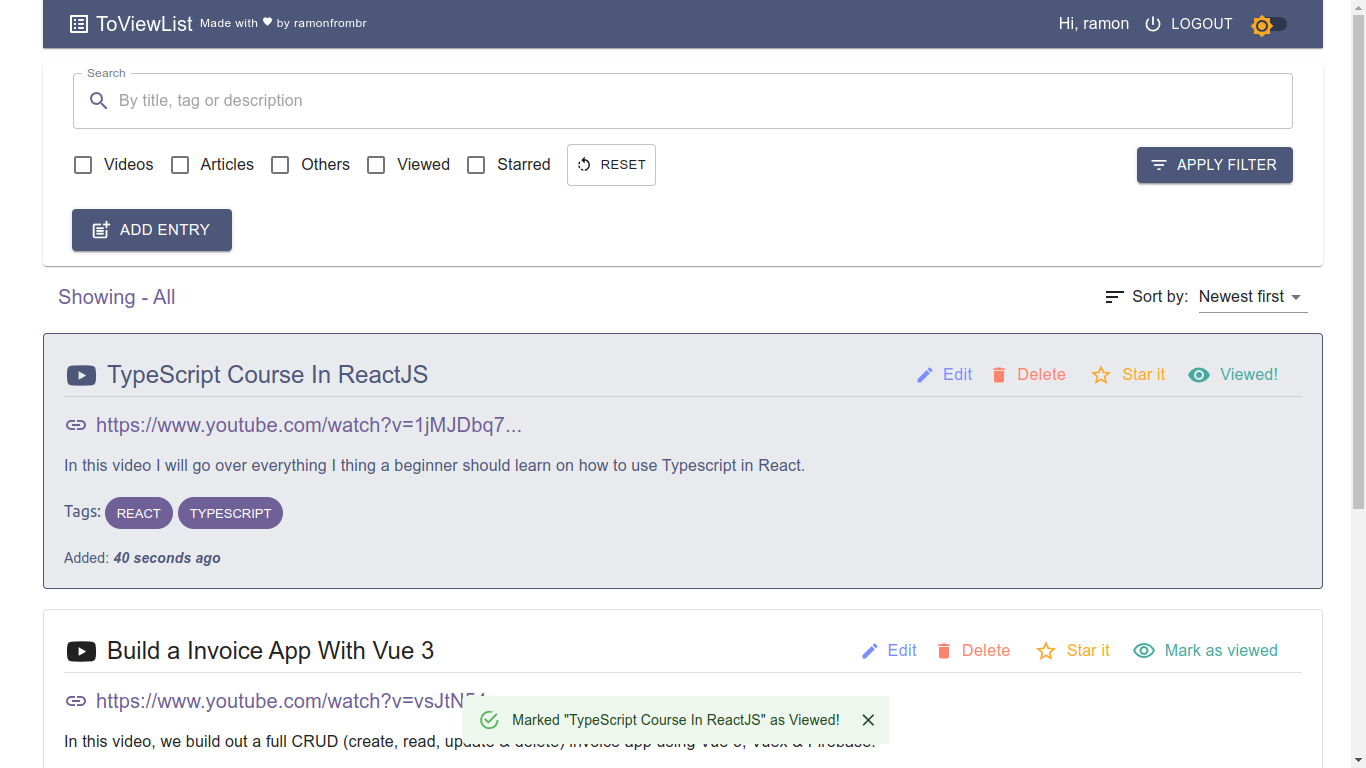 ToViewList Made with ♥ by ramonfrombr Hi, ramon LOGOUT
Search
By title, tag or description
Videos Articles Others Viewed Starred RESET APPLY FILTER
ADD ENTRY
Showing - All Sort by: Newest first
TypeScript Course In ReactJS Edit Delete Star it Viewed!
https://www.youtube.com/watch?v=1jMJDbq7...
In this video I will go over everything I thing a beginner should learn on how to use Typescript in React.
Tags: REACT TYPESCRIPT
Added: 40 seconds ago
Build a Invoice App With Vue 3 Edit Delete Star it Mark as viewed
https://www.youtube.com/watch?v=vsJtN54
Marked "TypeScript Course In ReactJS" as Viewed!
In this video, we build out a full CRUD (create, read, update & delete) invoice app using Vue 3, Vuex & Firebase.